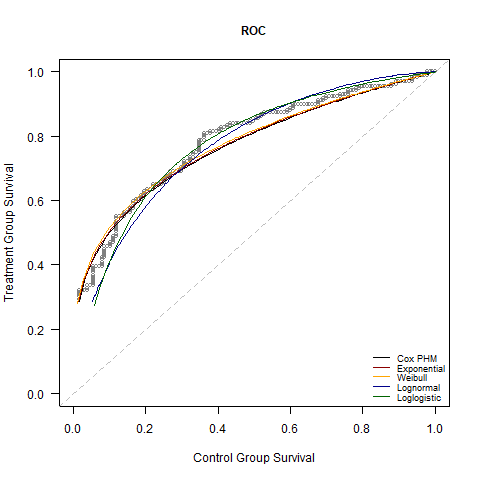 ROC
Treatment Group Survival
1.0
0.8
0.6
0.4
0.2
0.0
Cox PHM
Exponential
Weibull
Lognormal
Loglogistic
0.0 0.2 0.4 0.6 0.8 1.0
Control Group Survival